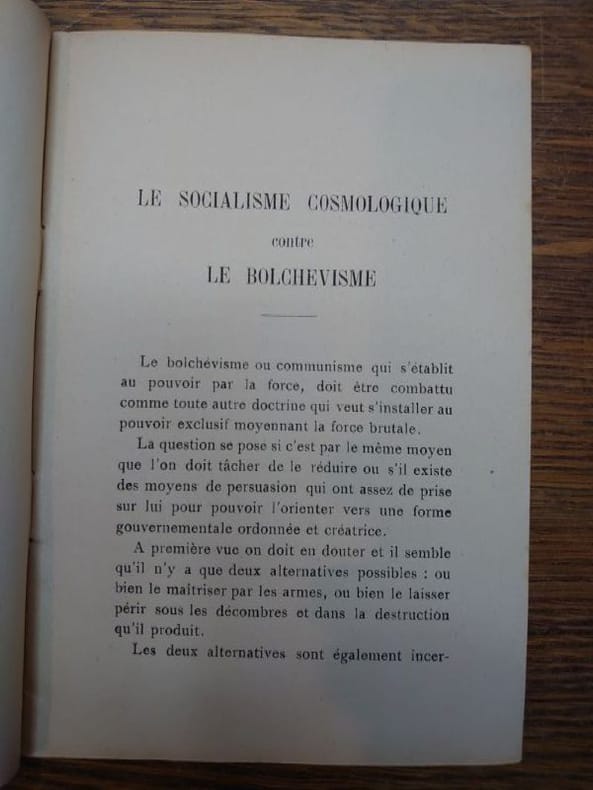 LE SOCIALISME COSMOLOGIQUE
contre
LE BOLCHEVISME
Le bolchévisme ou communisme qui s'établit
au pouvoir par la force, doit être combattu
comme toute autre doctrine qui veut s'installer au
pouvoir exclusif moyennant la force brutale.
La question se pose si c'est par le même moyen
que l'on doit tâcher de le réduire ou s'il existe
des moyens de persuasion qui ont assez de prise
sur lui pour pouvoir l'orienter vers une forme
gouvernementale ordonnée et créatrice.
A première vue on doit en douter et il semble
qu'il n'y a que deux alternatives possibles : ou
bien le maîtriser par les armes, ou bien le laisser
périr sous les décombres et dans la destruction
qu'il produit.
Les deux alternatives sont également incer-